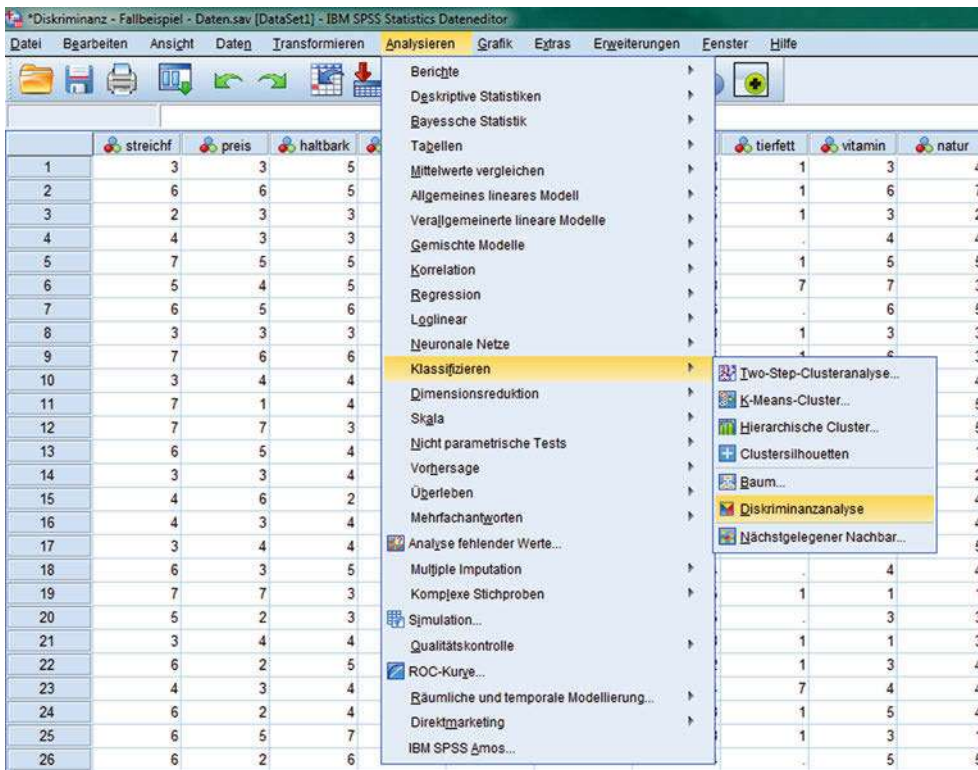 *Diskriminanz - Fallbeispiel - Daten.sav [DataSet1] - IBM SPSS Statistics Dateneditor
Datei Bearbeiten Ansicht Daten Transformieren Analysieren Grafik Extras Erweiterungen Fenster Hilfe
streichf preis haltbark tierfett vitamin natur
1 3 3 5 1 3
2 6 6 5 1 6
3 2 3 3 1 3
4 4 3 3 . 4
5 7 5 5 1 5
6 5 4 5 7 7
7 6 5 6 . 6
8 3 3 3 1 3
9 7 6 6
10 3 4 4
11 7 1 4
12 7 7 3
13 6 5 4
14 3 3 4
15 4 6 2
16 4 3 4
17 3 4 4
18 6 3 5 . 4
19 7 7 3 1 1
20 5 2 3 . 3
21 3 4 4 1 1
22 6 2 5 1 3
23 4 3 4 7 4
24 6 2 4 1 5
25 6 5 7 1 3
26 6 2 6 . 5
Berichte
Deskriptive Statistiken
Bayessche Statistik
Tabellen
Mittelwerte vergleichen
Allgemeines lineares Modell
Verallgemeinerte lineare Modelle
Gemischte Modelle
Korrelation
Regression
Loglinear
Neuronale Netze
Klassifizieren
Dimensionsreduktion
Skala
Nicht parametrische Tests
Vorhersage
Überleben
Mehrfachantworten
Analyse fehlender Werte...
Multiple Imputation
Komplexe Stichproben
Simulation...
Qualitätskontrolle
ROC-Kurve...
Räumliche und temporale Modellierung...
Direktmarketing
IBM SPSS Amos...
Two-Step-Clusteranalyse...
K-Means-Cluster...
Hierarchische Cluster...
Clustersilhouetten
Baum...
Diskriminanzanalyse
Nächstgelegener Nachbar...